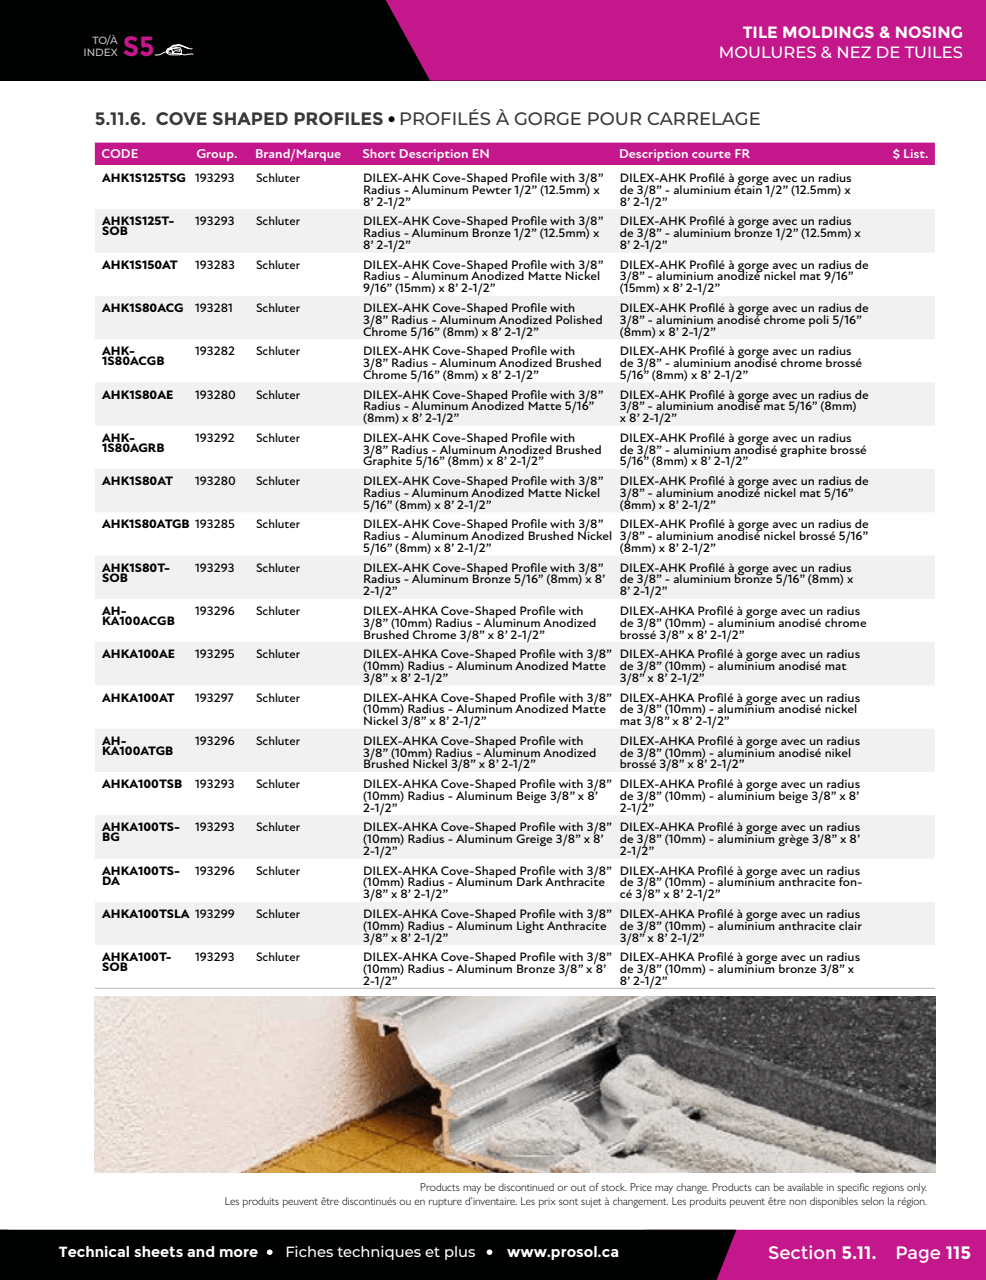 TO/À
INDEX S5
TILE MOLDINGS & NOSING
MOULURES & NEZ DE TUILES
5.11.6. COVE SHAPED PROFILES • PROFILÉS À GORGE POUR CARRELAGE
CODE Group. Brand/Marque Short Description EN Description courte FR $ List.
AHK1S125TSG 193293 Schluter DILEX-AHK Cove-Shaped Profile with 3/8” DILEX-AHK Profilé à gorge avec un radius
Radius - Aluminum Pewter 1/2” (12.5mm) x de 3/8” - aluminium étain 1/2” (12.5mm) x
8’ 2-1/2” 8’ 2-1/2”
AHK1S125T- 193293 Schluter DILEX-AHK Cove-Shaped Profile with 3/8” DILEX-AHK Profilé à gorge avec un radius
SOB Radius - Aluminum Bronze 1/2” (12.5mm) x de 3/8” - aluminium bronze 1/2” (12.5mm) x
8’ 2-1/2” 8’ 2-1/2”
AHK1S150AT 193283 Schluter DILEX-AHK Cove-Shaped Profile with 3/8” DILEX-AHK Profilé à gorge avec un radius de
Radius - Aluminum Anodized Matte Nickel 3/8” - aluminium anodizé nickel mat 9/16”
9/16” (15mm) x 8’ 2-1/2” (15mm) x 8’ 2-1/2”
AHK1S80ACG 193281 Schluter DILEX-AHK Cove-Shaped Profile with DILEX-AHK Profilé à gorge avec un radius de
3/8” Radius - Aluminum Anodized Polished 3/8” - aluminium anodisé chrome poli 5/16”
Chrome 5/16” (8mm) x 8’ 2-1/2” (8mm) x 8’ 2-1/2”
AHK- 193282 Schluter DILEX-AHK Cove-Shaped Profile with DILEX-AHK Profilé à gorge avec un radius
1S80ACGB 3/8” Radius - Aluminum Anodized Brushed de 3/8” - aluminium anodisé chrome brossé
Chrome 5/16” (8mm) x 8’ 2-1/2” 5/16” (8mm) x 8’ 2-1/2”
AHK1S80AE 193280 Schluter DILEX-AHK Cove-Shaped Profile with 3/8” DILEX-AHK Profilé à gorge avec un radius de
Radius - Aluminum Anodized Matte 5/16” 3/8” - aluminium anodisé mat 5/16” (8mm)
(8mm) x 8’ 2-1/2” x 8’ 2-1/2”
AHK- 193292 Schluter DILEX-AHK Cove-Shaped Profile with DILEX-AHK Profilé à gorge avec un radius
1S80AGRB 3/8” Radius - Aluminum Anodized Brushed de 3/8” - aluminium anodisé graphite brossé
Graphite 5/16” (8mm) x 8’ 2-1/2” 5/16” (8mm) x 8’ 2-1/2”
AHK1S80AT 193280 Schluter DILEX-AHK Cove-Shaped Profile with 3/8” DILEX-AHK Profilé à gorge avec un radius de
Radius - Aluminum Anodized Matte Nickel 3/8” - aluminium anodizé nickel mat 5/16”
5/16” (8mm) x 8’ 2-1/2” (8mm) x 8’ 2-1/2”
AHK1S80ATGB 193285 Schluter DILEX-AHK Cove-Shaped Profile with 3/8” DILEX-AHK Profilé à gorge avec un radius de
Radius - Aluminum Anodized Brushed Nickel 3/8” - aluminium anodisé nickel brossé 5/16”
5/16” (8mm) x 8’ 2-1/2” (8mm) x 8’ 2-1/2”
AHK1S80T- 193293 Schluter DILEX-AHK Cove-Shaped Profile with 3/8” DILEX-AHK Profilé à gorge avec un radius
SOB Radius - Aluminum Bronze 5/16” (8mm) x 8’ de 3/8” - aluminium bronze 5/16” (8mm) x
2-1/2” 8’ 2-1/2”
AH- 193296 Schluter DILEX-AHKA Cove-Shaped Profile with DILEX-AHKA Profilé à gorge avec un radius
KA100ACGB 3/8” (10mm) Radius - Aluminum Anodized de 3/8” (10mm) - aluminium anodisé chrome
Brushed Chrome 3/8” x 8’ 2-1/2” brossé 3/8” x 8’ 2-1/2”
AHKA100AE 193295 Schluter DILEX-AHKA Cove-Shaped Profile with 3/8” DILEX-AHKA Profilé à gorge avec un radius
(10mm) Radius - Aluminum Anodized Matte de 3/8” (10mm) - aluminium anodisé mat
3/8” x 8’ 2-1/2” 3/8” x 8’ 2-1/2”
AHKA100AT 193297 Schluter DILEX-AHKA Cove-Shaped Profile with 3/8” DILEX-AHKA Profilé à gorge avec un radius
(10mm) Radius - Aluminum Anodized Matte de 3/8” (10mm) - aluminium anodisé nickel
Nickel 3/8” x 8’ 2-1/2” mat 3/8” x 8’ 2-1/2”
AH- 193296 Schluter DILEX-AHKA Cove-Shaped Profile with DILEX-AHKA Profilé à gorge avec un radius
KA100ATGB 3/8” (10mm) Radius - Aluminum Anodized de 3/8” (10mm) - aluminium anodisé nikel
Brushed Nickel 3/8” x 8’ 2-1/2” brossé 3/8” x 8’ 2-1/2”
AHKA100TSB 193293 Schluter DILEX-AHKA Cove-Shaped Profile with 3/8” DILEX-AHKA Profilé à gorge avec un radius
(10mm) Radius - Aluminum Beige 3/8” x 8’ de 3/8” (10mm) - aluminium beige 3/8” x 8’
2-1/2” 2-1/2”
AHKA100TS- 193293 Schluter DILEX-AHKA Cove-Shaped Profile with 3/8” DILEX-AHKA Profilé à gorge avec un radius
BG (10mm) Radius - Aluminum Greige 3/8” x 8’ de 3/8” (10mm) - aluminium grège 3/8” x 8’
2-1/2” 2-1/2”
AHKA100TS- 193296 Schluter DILEX-AHKA Cove-Shaped Profile with 3/8” DILEX-AHKA Profilé à gorge avec un radius
DA (10mm) Radius - Aluminum Dark Anthracite de 3/8” (10mm) - aluminium anthracite fon-
3/8” x 8’ 2-1/2” cé 3/8” x 8’ 2-1/2”
AHKA100TSLA 193299 Schluter DILEX-AHKA Cove-Shaped Profile with 3/8” DILEX-AHKA Profilé à gorge avec un radius
(10mm) Radius - Aluminum Light Anthracite de 3/8” (10mm) - aluminium anthracite clair
3/8” x 8’ 2-1/2” 3/8” x 8’ 2-1/2”
AHKA100T- 193293 Schluter DILEX-AHKA Cove-Shaped Profile with 3/8” DILEX-AHKA Profilé à gorge avec un radius
SOB (10mm) Radius - Aluminum Bronze 3/8” x 8’ de 3/8” (10mm) - aluminium bronze 3/8” x
2-1/2” 8’ 2-1/2”
Products may be discontinued or out of stock. Price may change. Products can be available in specific regions only.
Les produits peuvent être discontinués ou en rupture d’inventaire. Les prix sont sujet à changement. Les produits peuvent être non disponibles selon la région.
Technical sheets and more • Fiches techniques et plus • www.prosol.ca
Section 5.11. Page 115